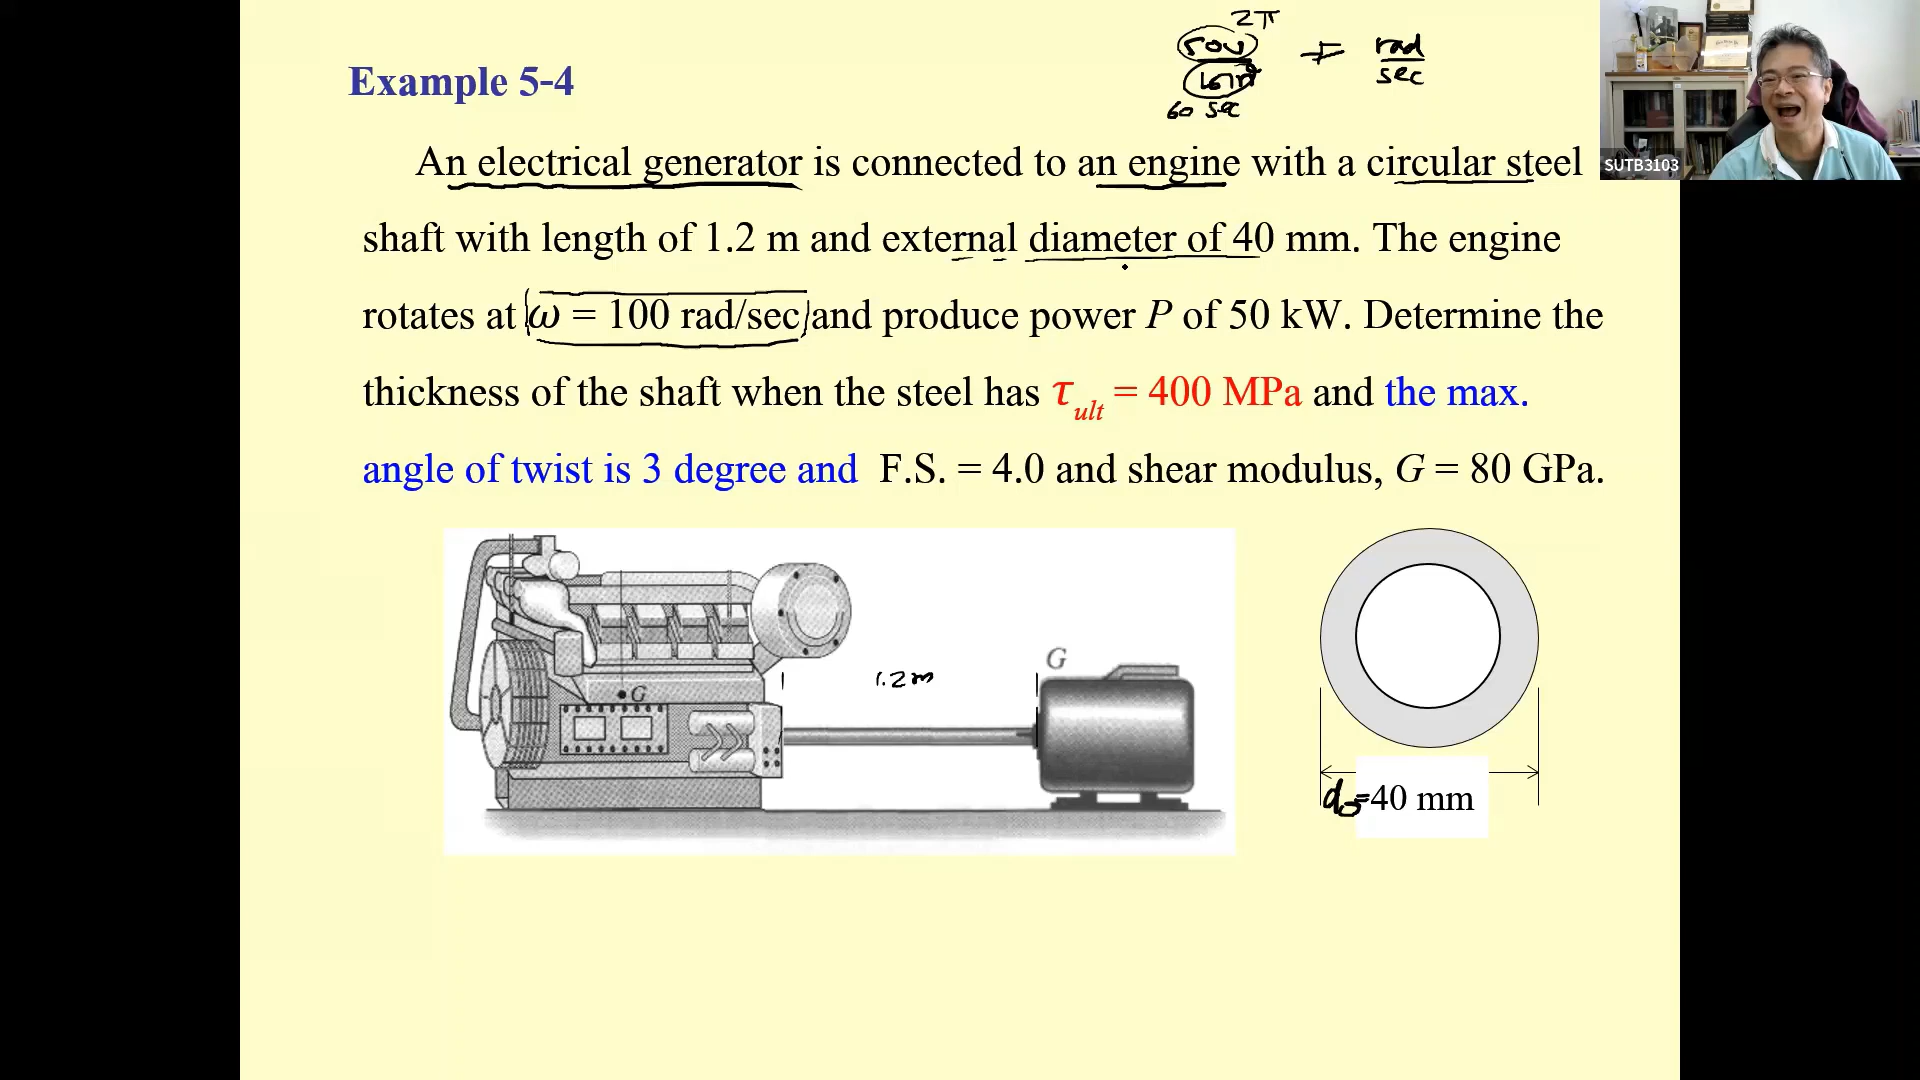 2π
rad
sec
60 sec
Example 5-4
An electrical generator is connected to an engine with a circular steel
shaft with length of 1.2 m and external diameter of 40 mm. The engine
rotates at ω = 100 rad/sec and produce power P of 50 kW. Determine the
thickness of the shaft when the steel has τult = 400 MPa and the max.
angle of twist is 3 degree and F.S. = 4.0 and shear modulus, G = 80 GPa.
SUTB3103
G
1.2 m
G
do=40 mm